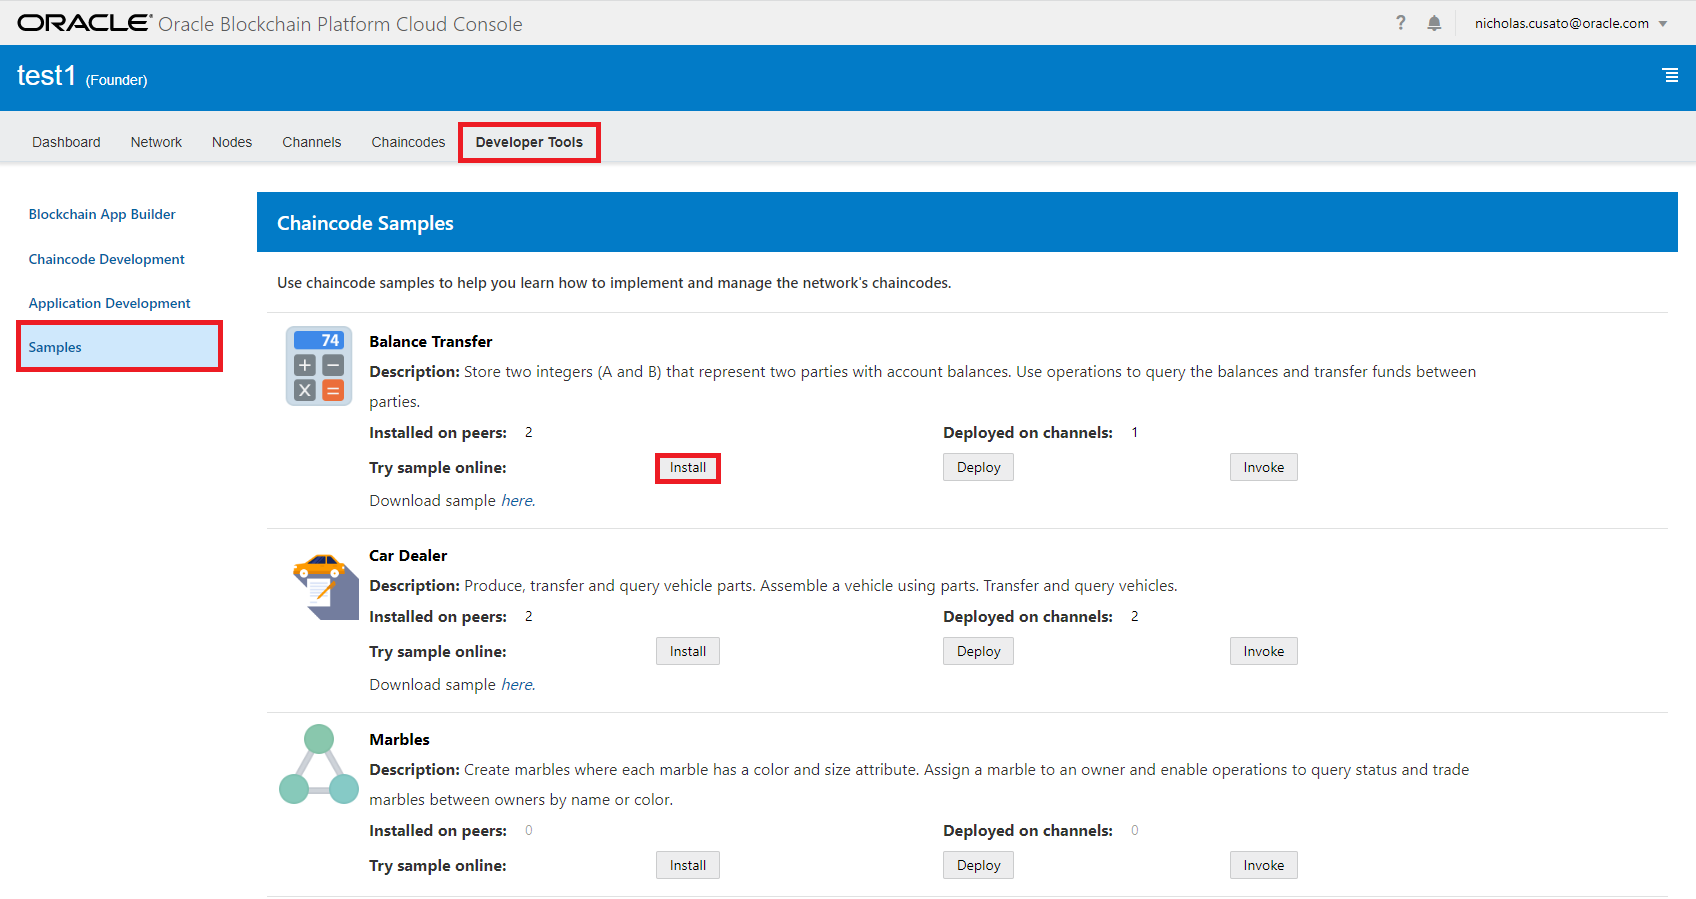 ORACLE® Oracle Blockchain Platform Cloud Console
? nicholas.cusato@oracle.com
test1 (Founder)
Dashboard Network Nodes Channels Chaincodes Developer Tools
Blockchain App Builder
Chaincode Development
Application Development
Samples
Chaincode Samples
Use chaincode samples to help you learn how to implement and manage the network's chaincodes.
74
+ −
X =
Balance Transfer
Description: Store two integers (A and B) that represent two parties with account balances. Use operations to query the balances and transfer funds between
parties.
Installed on peers: 2 Deployed on channels: 1
Try sample online: Install Deploy Invoke
Download sample here.
Car Dealer
Description: Produce, transfer and query vehicle parts. Assemble a vehicle using parts. Transfer and query vehicles.
Installed on peers: 2 Deployed on channels: 2
Try sample online: Install Deploy Invoke
Download sample here.
Marbles
Description: Create marbles where each marble has a color and size attribute. Assign a marble to an owner and enable operations to query status and trade
marbles between owners by name or color.
Installed on peers: 0 Deployed on channels: 0
Try sample online: Install Deploy Invoke